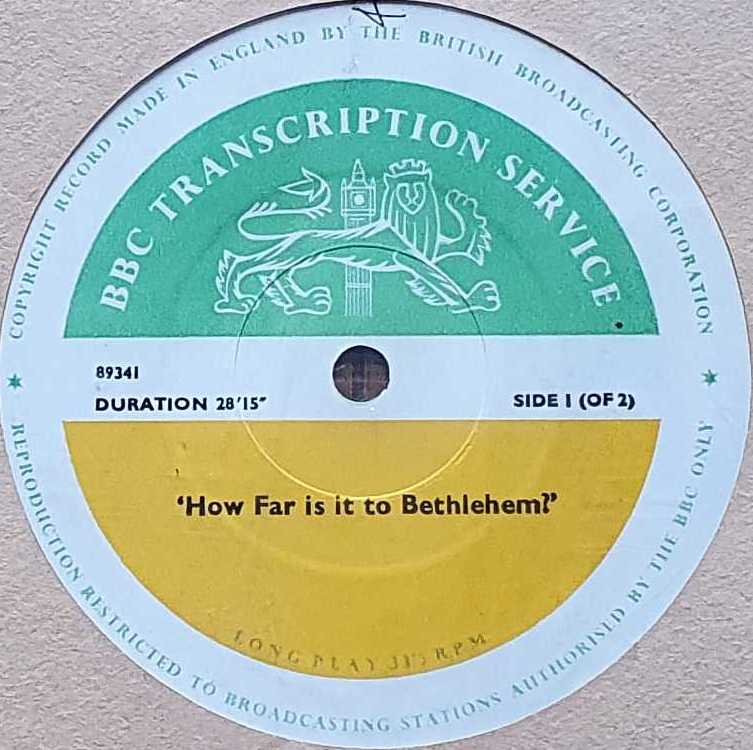 COPYRIGHT RECORD MADE IN ENGLAND BY THE BRITISH BROADCASTING CORPORATION
BBC TRANSCRIPTION SERVICE
89341
DURATION 28'15"
SIDE 1 (OF 2)
'How Far is it to Bethlehem?'
LONG PLAY 33⅓ RPM
REPRODUCTION RESTRICTED TO BROADCASTING STATIONS AUTHORISED BY THE BBC ONLY